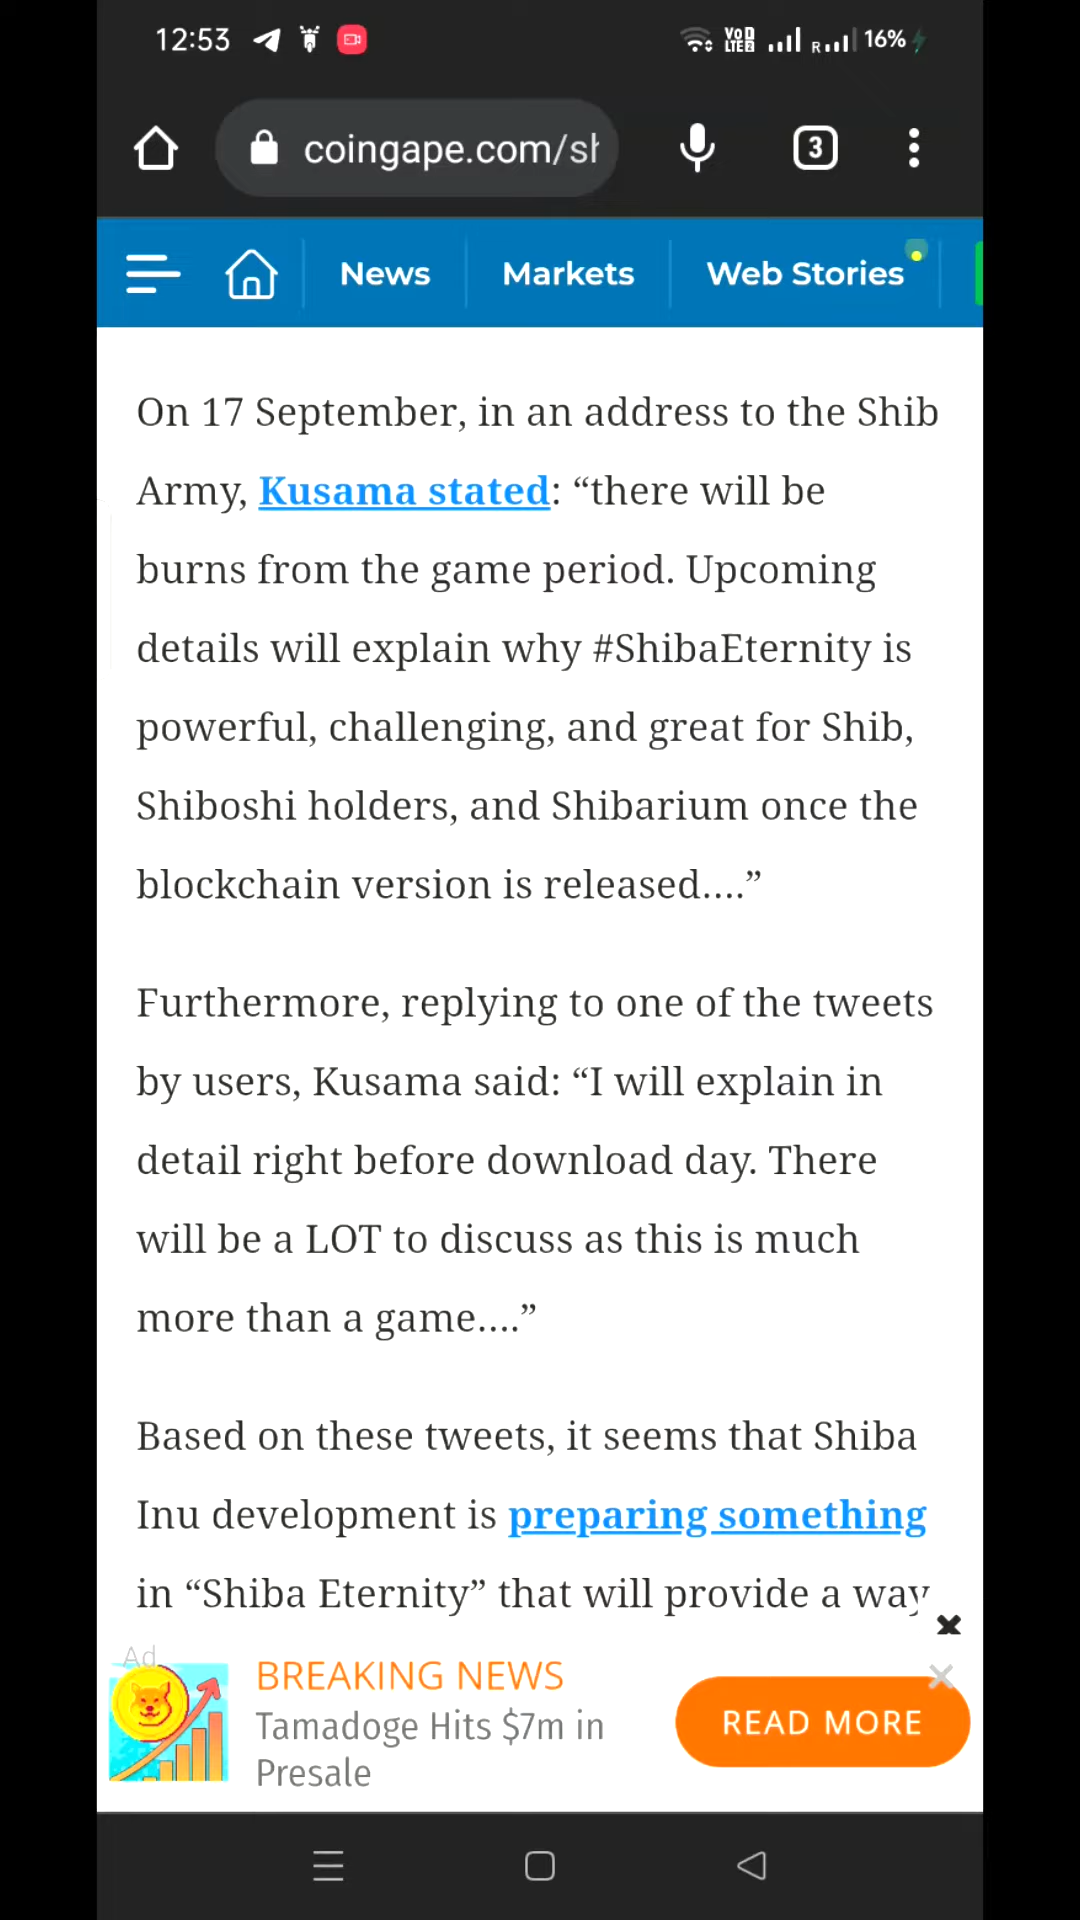 12:53 VoD LTE2 R 16%
coingape.com/sh 3
News Markets Web Stories
On 17 September, in an address to the Shib
Army, Kusama stated: “there will be
burns from the game period. Upcoming
details will explain why #ShibaEternity is
powerful, challenging, and great for Shib,
Shiboshi holders, and Shibarium once the
blockchain version is released....”
Furthermore, replying to one of the tweets
by users, Kusama said: “I will explain in
detail right before download day. There
will be a LOT to discuss as this is much
more than a game....”
Based on these tweets, it seems that Shiba
Inu development is preparing something
in “Shiba Eternity” that will provide a way
Ad
BREAKING NEWS
Tamadoge Hits $7m in
Presale
READ MORE